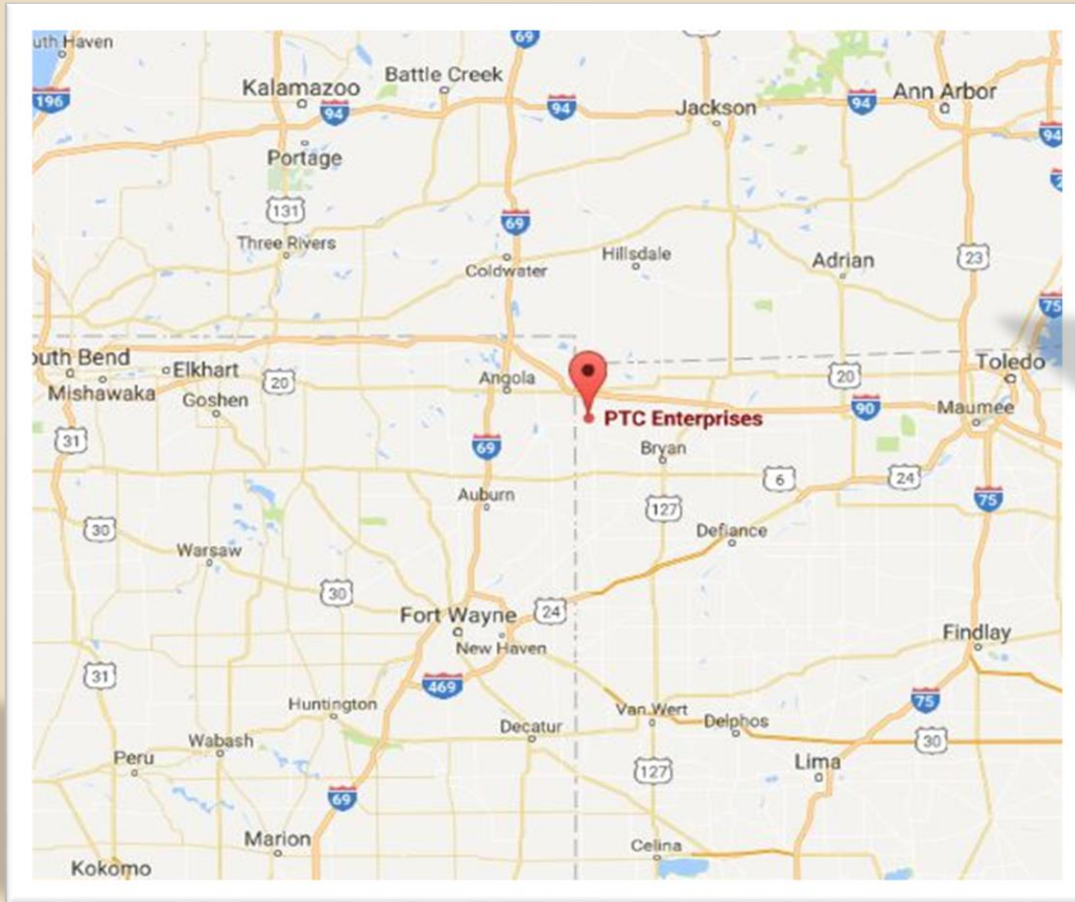 uth Haven
69
Kalamazoo
Battle Creek
196
94
94
Jackson
94
Ann Arbor
94
Portage
131
69
Three Rivers
Coldwater
Hillsdale
Adrian
23
75
outh Bend
Elkhart
20
Angola
20
Toledo
Mishawaka
Goshen
90
Maumee
PTC Enterprises
31
69
Bryan
6
24
Auburn
75
30
127
Defiance
Warsaw
30
Fort Wayne
24
New Haven
Findlay
31
469
Huntington
Van Wert
75
Wabash
Decatur
Delphos
30
Peru
127
Lima
69
Marion
Celina
Kokomo